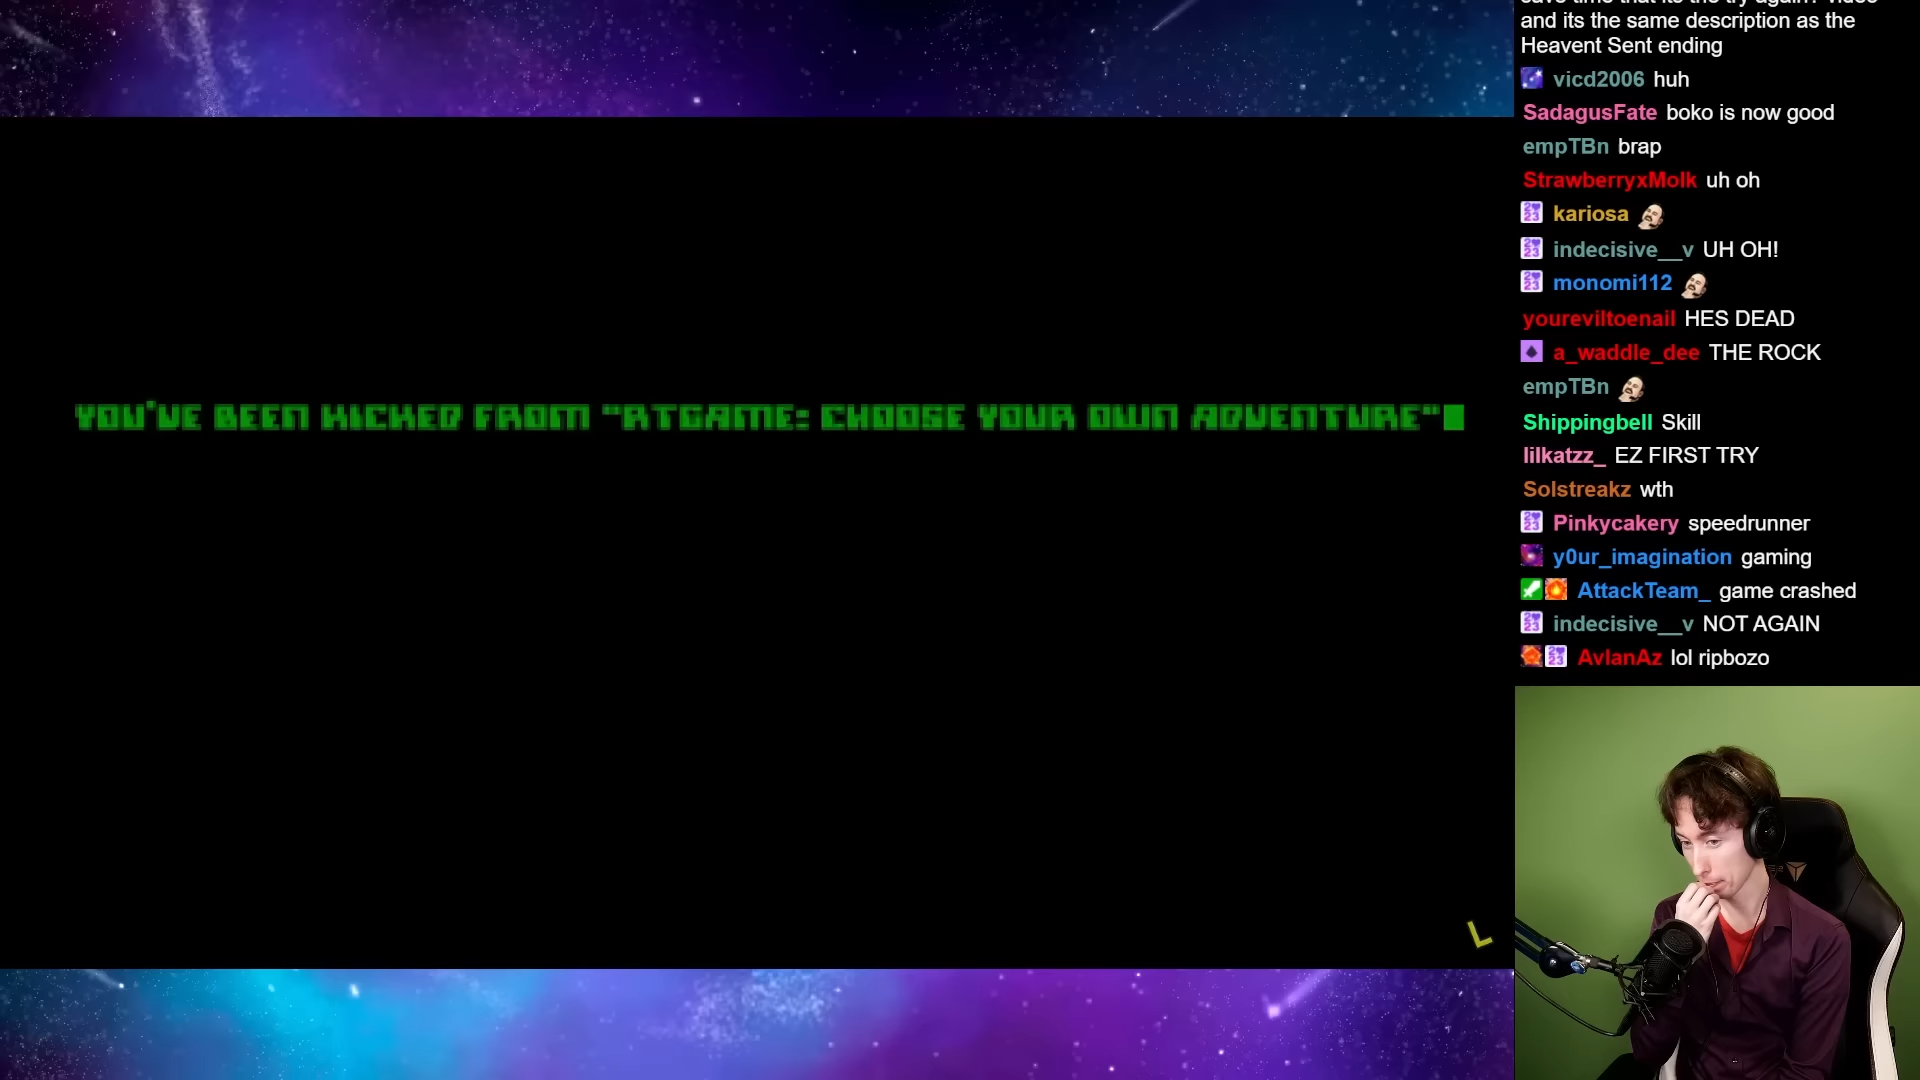 YOU'VE BEEN KICKED FROM "RTGAME: CHOOSE YOUR OWN ADVENTURE"
L
and its the same description as the
Heavent Sent ending
vicd2006 huh
SadagusFate boko is now good
empTBn brap
StrawberryxMolk uh oh
kariosa
indecisive__v UH OH!
monomi112
youreviltoenail HES DEAD
a_waddle_dee THE ROCK
empTBn
Shippingbell Skill
lilkatzz_ EZ FIRST TRY
Solstreakz wth
Pinkycakery speedrunner
y0ur_imagination gaming
AttackTeam_ game crashed
indecisive__v NOT AGAIN
AvlanAz lol ripbozo